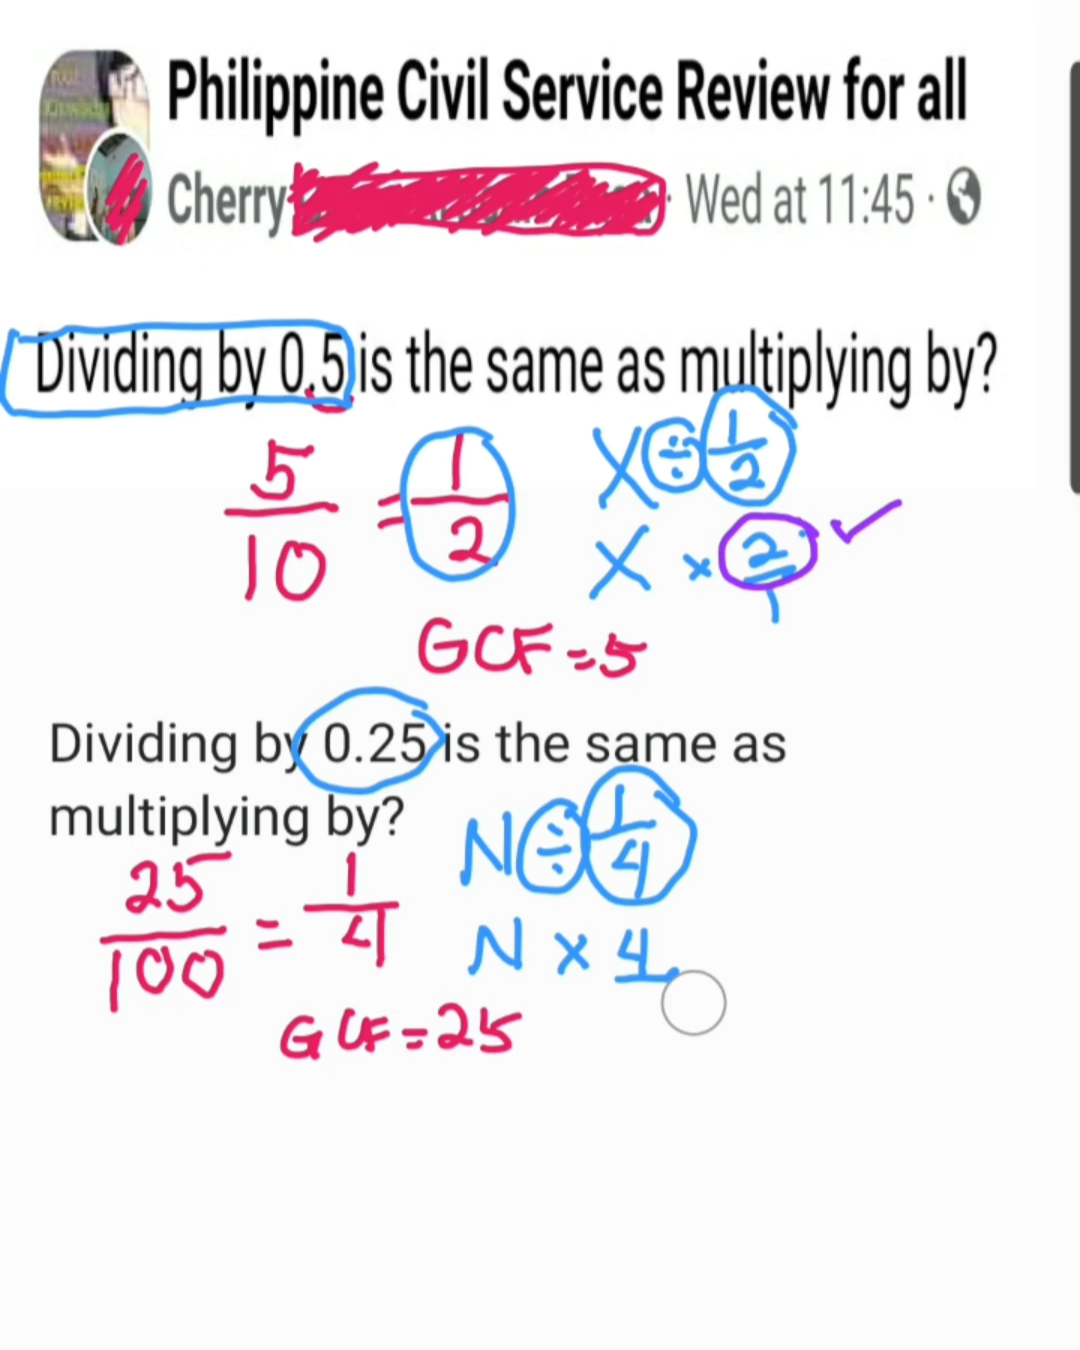 Philippine Civil Service Review for all
Cherry · Wed at 11:45 ·
Dividing by 0.5 is the same as multiplying by?
5/10 = 1/2
X ÷ 1/2
X × 2/1 ✓
GCF = 5
Dividing by 0.25 is the same as
multiplying by?
25/100 = 1/4
N ÷ 1/4
N × 4
GCF = 25